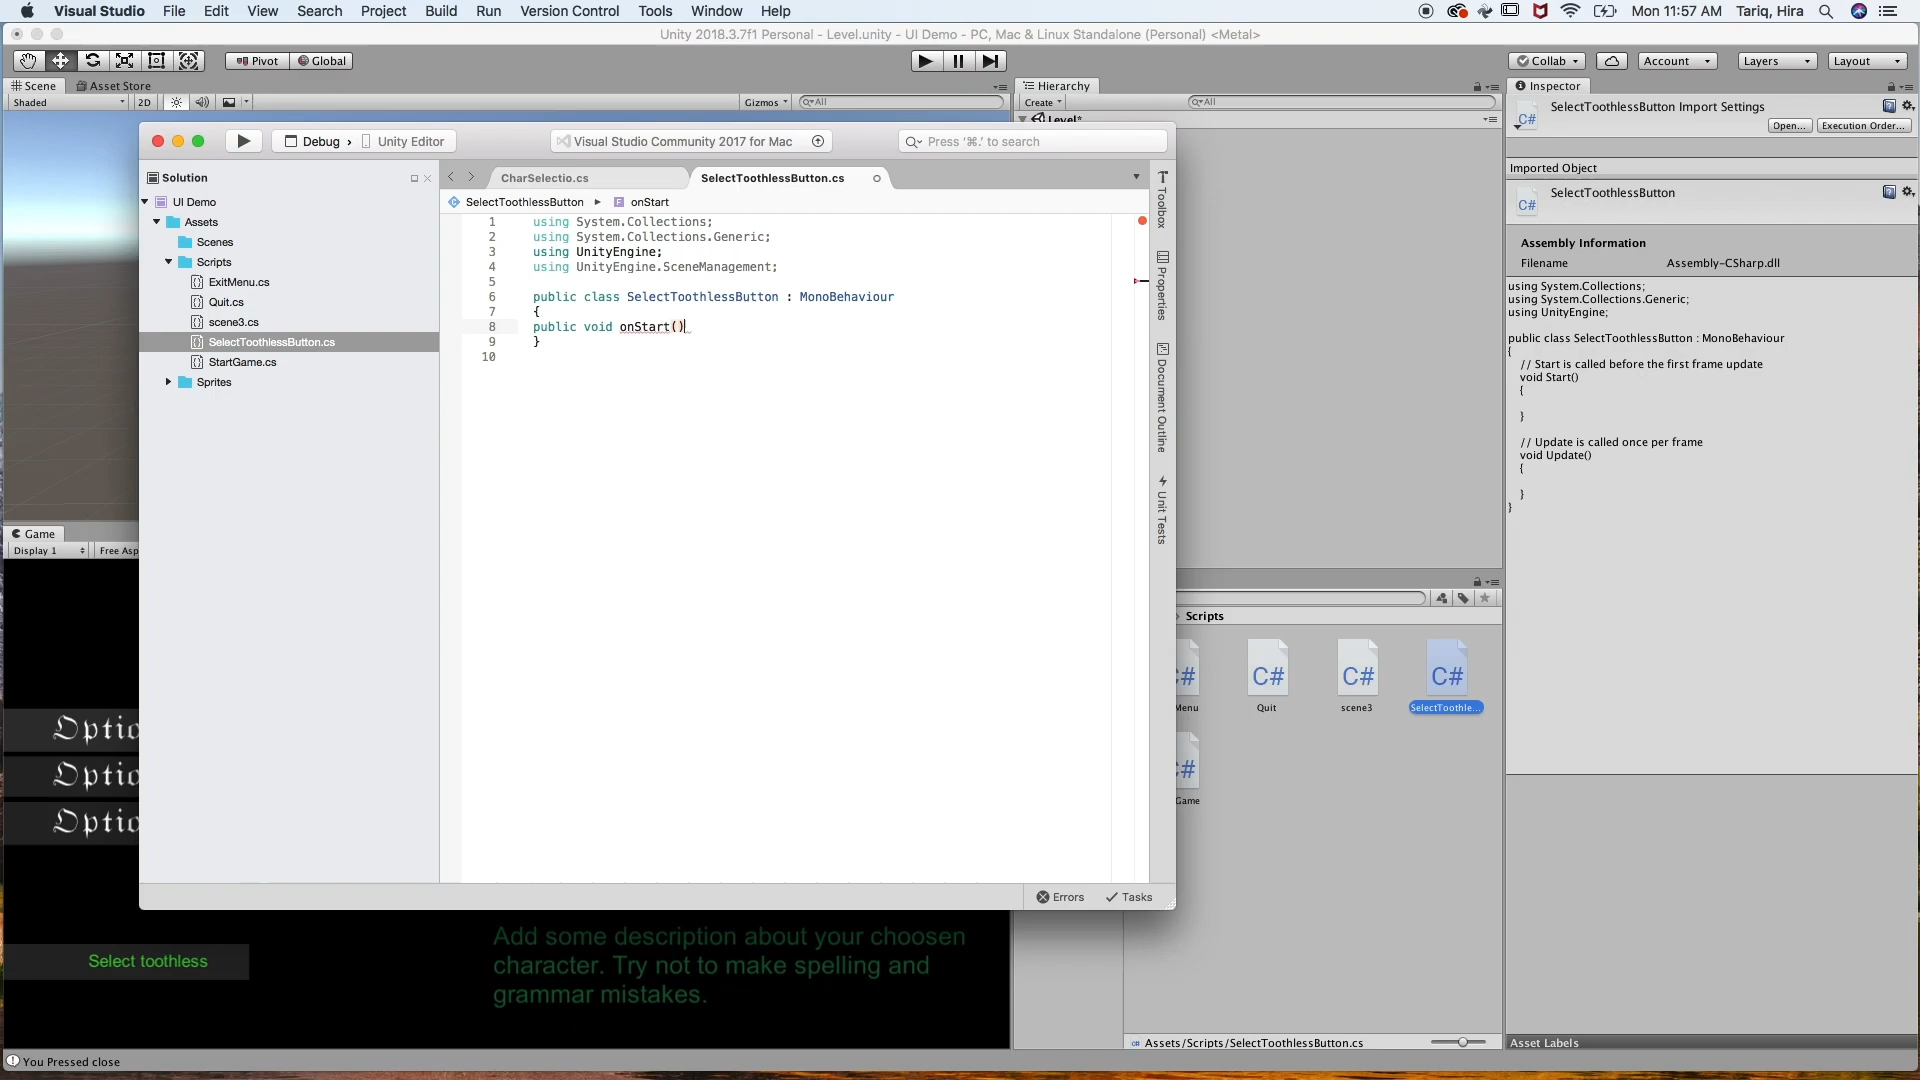 Visual Studio File Edit View Search Project Build Run Version Control Tools Window Help Mon 11:57 AM Tariq, Hira
Unity 2018.3.7f1 Personal - Level.unity - UI Demo - PC, Mac & Linux Standalone (Personal) <Metal>
Pivot Global Collab Account Layers Layout
Scene Asset Store Hierarchy Inspector
Shaded 2D Gizmos All Create All
Level*
SelectToothlessButton Import Settings
Open... Execution Order...
Debug › Unity Editor Visual Studio Community 2017 for Mac Press '⌘.' to search
Imported Object
SelectToothlessButton
Assembly Information
Filename Assembly-CSharp.dll
using System.Collections;
using System.Collections.Generic;
using UnityEngine;
public class SelectToothlessButton : MonoBehaviour
{
// Start is called before the first frame update
void Start()
{
}
// Update is called once per frame
void Update()
{
}
}
Solution
UI Demo
Assets
Scenes
Scripts
ExitMenu.cs
Quit.cs
scene3.cs
SelectToothlessButton.cs
StartGame.cs
Sprites
CharSelectio.cs SelectToothlessButton.cs
SelectToothlessButton ▸ onStart
1 using System.Collections;
2 using System.Collections.Generic;
3 using UnityEngine;
4 using UnityEngine.SceneManagement;
5
6 public class SelectToothlessButton : MonoBehaviour
7 {
8 public void onStart()
9 }
10
Toolbox
Properties
Document Outline
Unit Tests
Errors Tasks
Game
Display 1 Free Asp
Optio
Optio
Optio
Select toothless
Add some description about your choosen
character. Try not to make spelling and
grammar mistakes.
Scripts
C# C# C# C#
Menu Quit scene3 SelectToothle...
C#
Game
Assets/Scripts/SelectToothlessButton.cs
Asset Labels
You Pressed close